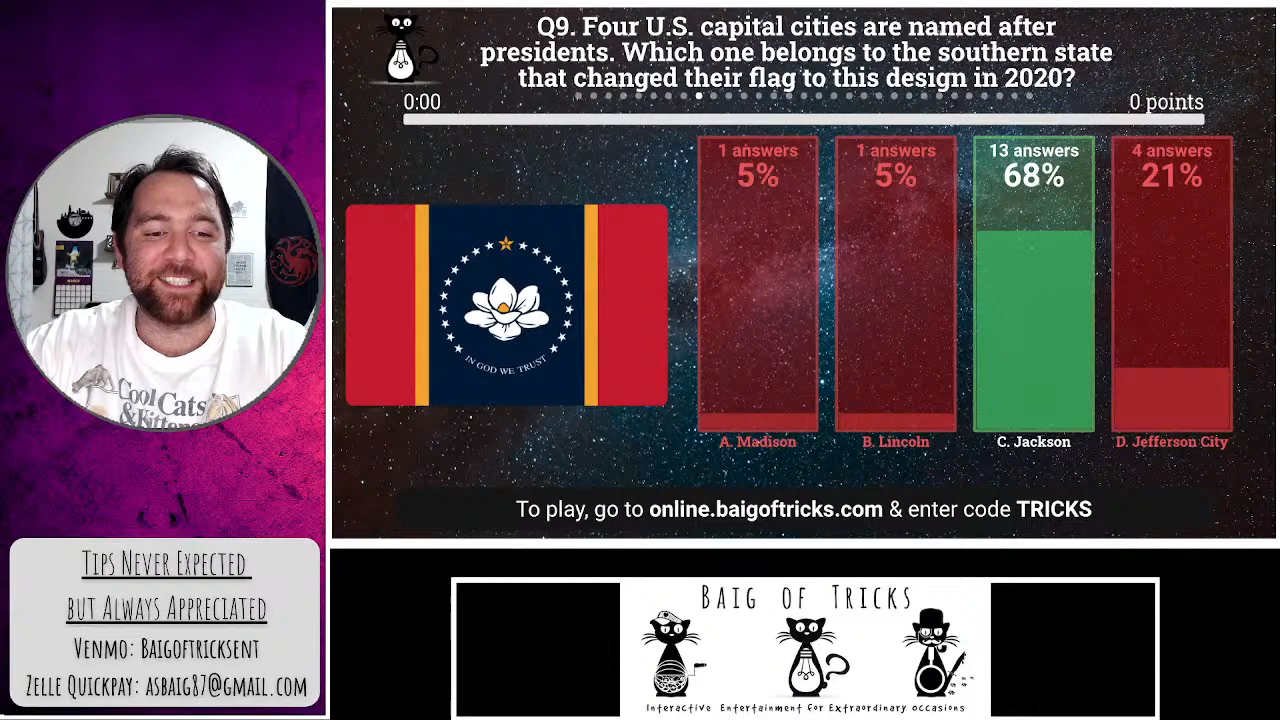 Q9. Four U.S. capital cities are named after
presidents. Which one belongs to the southern state
that changed their flag to this design in 2020?
0:00
0 points
1 answers
5%
1 answers
5%
13 answers
68%
4 answers
21%
IN GOD WE TRUST
A. Madison
B. Lincoln
C. Jackson
D. Jefferson City
To play, go to online.baigoftricks.com & enter code TRICKS
Cool Cats
& Kittens
Tips Never Expected
but Always Appreciated
Venmo: Baigoftricksent
Zelle Quickpay: asbaig87@gmail.com
Baig of Tricks
Interactive Entertainment for Extraordinary Occasions